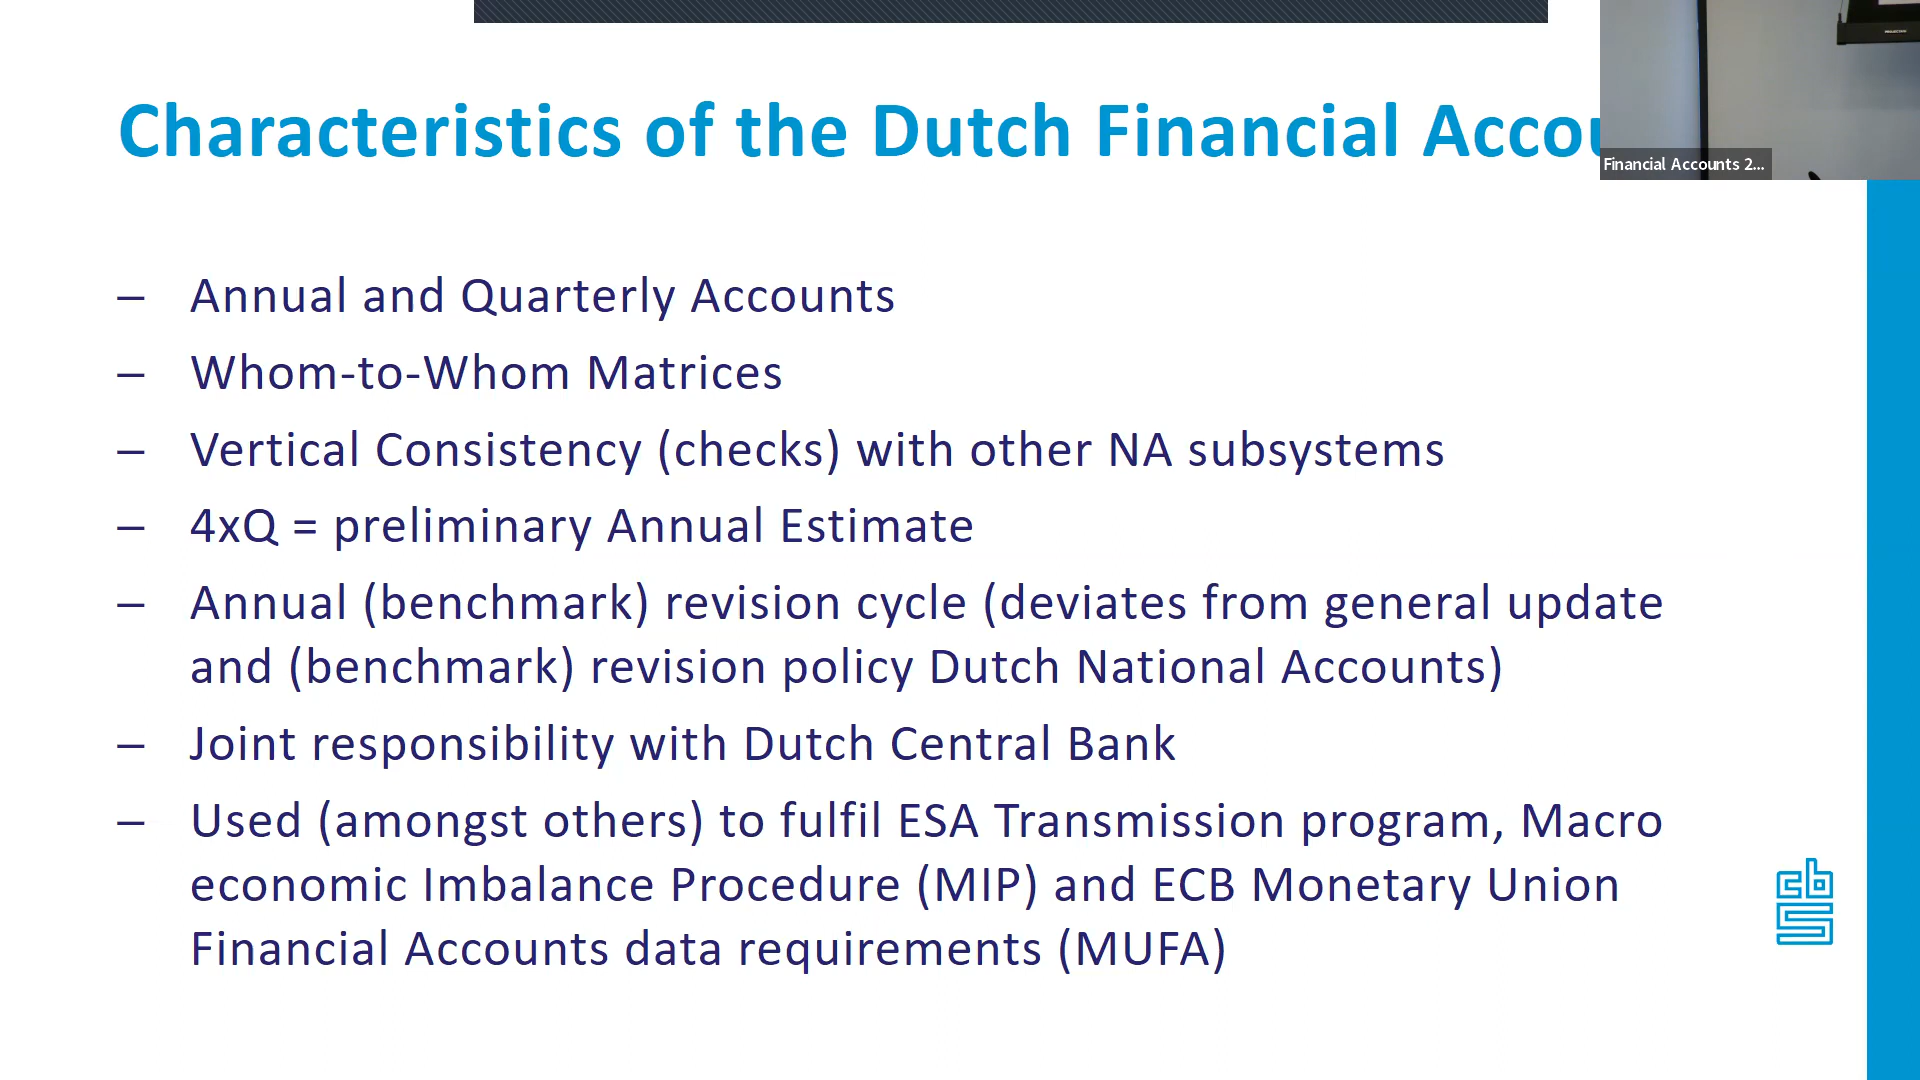 Characteristics of the Dutch Financial
Financial Accounts 2...
– Annual and Quarterly Accounts
– Whom-to-Whom Matrices
– Vertical Consistency (checks) with other NA subsystems
– 4xQ = preliminary Annual Estimate
– Annual (benchmark) revision cycle (deviates from general update
and (benchmark) revision policy Dutch National Accounts)
– Joint responsibility with Dutch Central Bank
– Used (amongst others) to fulfil ESA Transmission program, Macro
economic Imbalance Procedure (MIP) and ECB Monetary Union
Financial Accounts data requirements (MUFA)
cbs